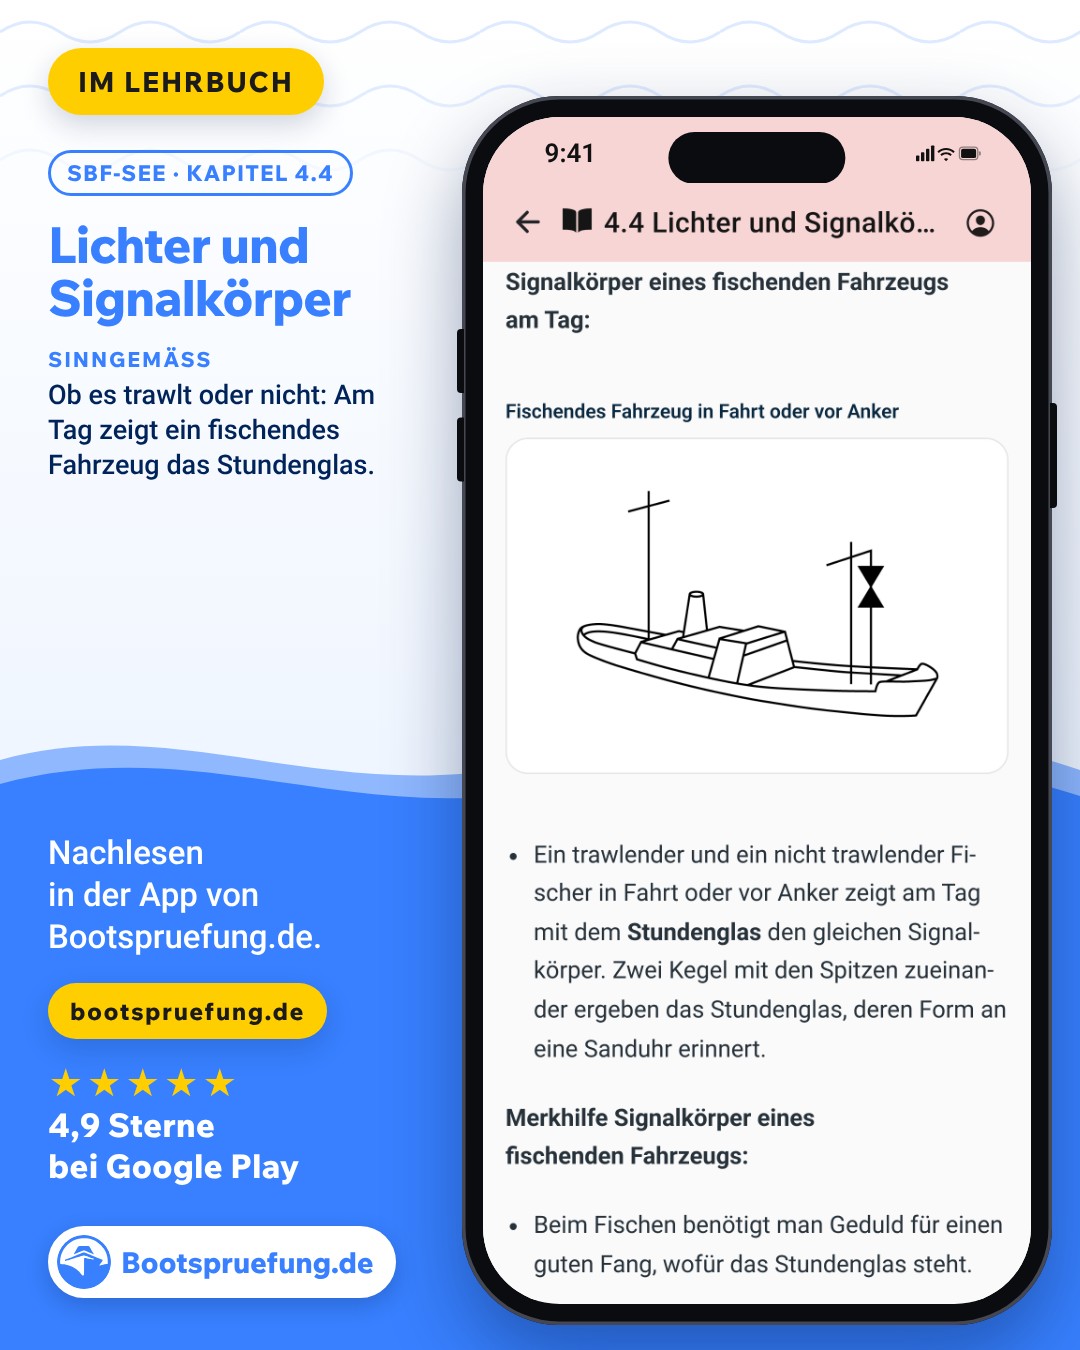 IM LEHRBUCH
SBF-SEE · KAPITEL 4.4
Lichter und
Signalkörper
SINNGEMÄSS
Ob es trawlt oder nicht: Am
Tag zeigt ein fischendes
Fahrzeug das Stundenglas.
Nachlesen
in der App von
Bootspruefung.de.
bootspruefung.de
★★★★★
4,9 Sterne
bei Google Play
Bootspruefung.de
9:41
4.4 Lichter und Signalkö...
Signalkörper eines fischenden Fahrzeugs
am Tag:
Fischendes Fahrzeug in Fahrt oder vor Anker
• Ein trawlender und ein nicht trawlender Fi-
scher in Fahrt oder vor Anker zeigt am Tag
mit dem Stundenglas den gleichen Signal-
körper. Zwei Kegel mit den Spitzen zueinan-
der ergeben das Stundenglas, deren Form an
eine Sanduhr erinnert.
Merkhilfe Signalkörper eines
fischenden Fahrzeugs:
• Beim Fischen benötigt man Geduld für einen
guten Fang, wofür das Stundenglas steht.